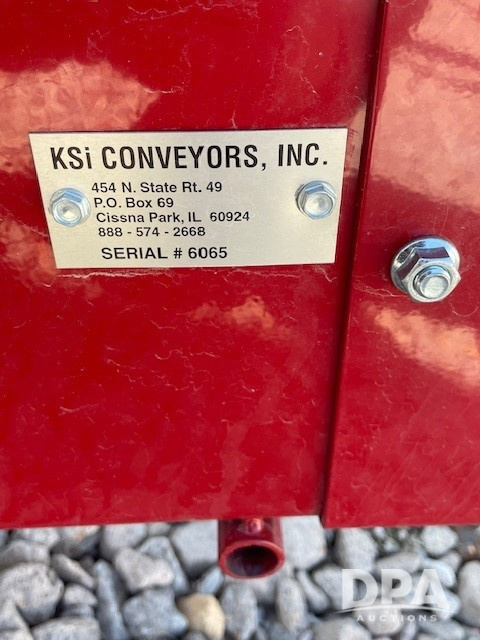 KSi CONVEYORS, INC.
454 N. State Rt. 49
P.O. Box 69
Cissna Park, IL 60924
888 - 574 - 2668
SERIAL # 6065
DPA
AUCTIONS